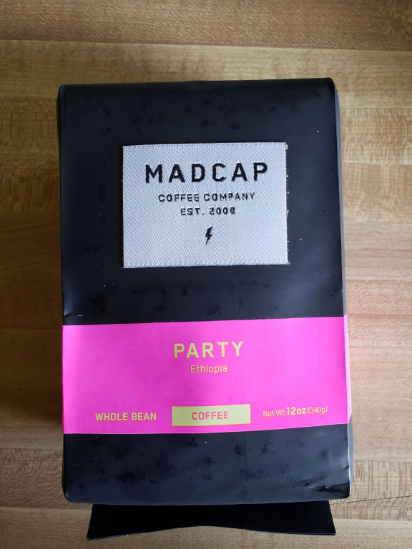 MADCAP
COFFEE COMPANY
EST. 2008
PARTY
Ethiopia
WHOLE BEAN COFFEE Net Wt 12oz (340g)